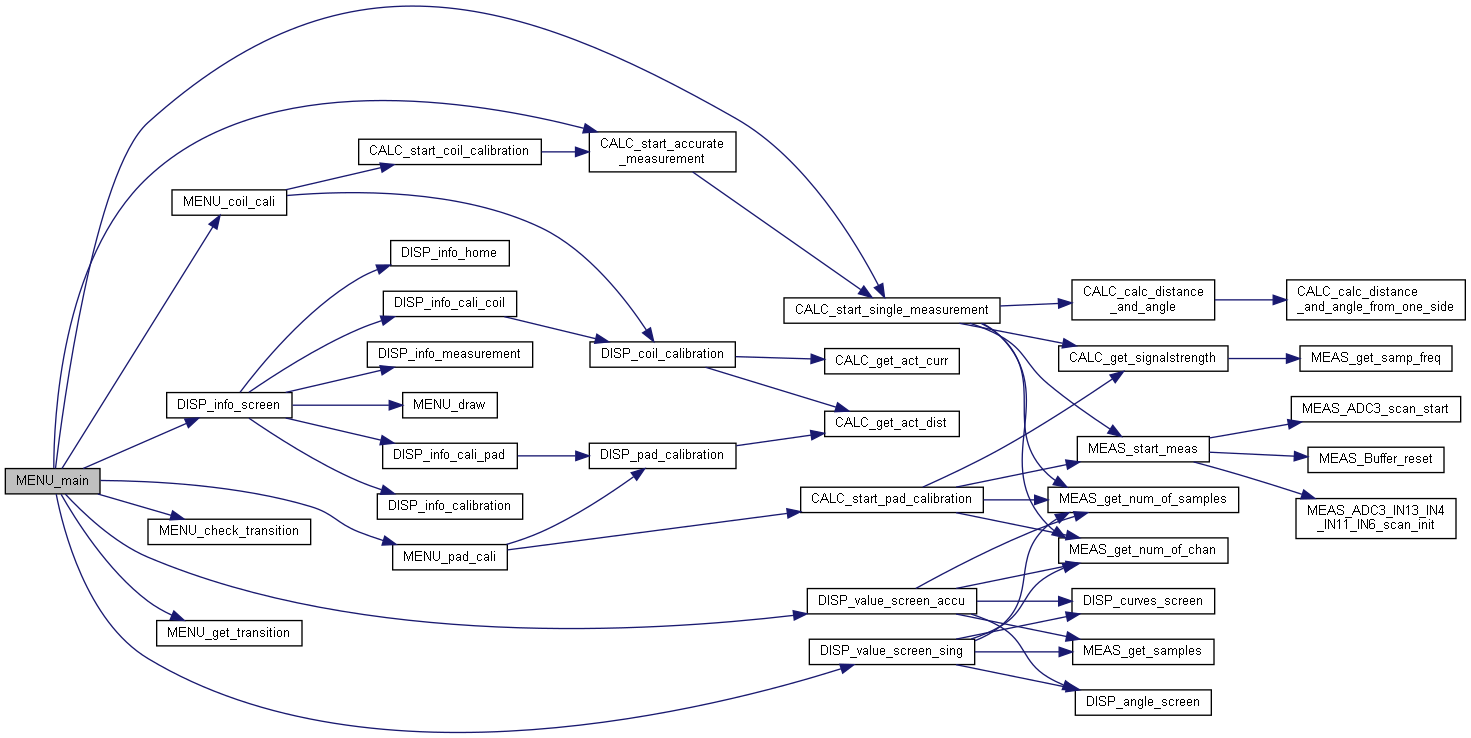 MENU_main
MENU_coil_cali
DISP_info_screen
MENU_check_transition
MENU_get_transition
CALC_start_coil_calibration
DISP_info_home
DISP_info_cali_coil
DISP_info_measurement
MENU_draw
DISP_info_cali_pad
DISP_info_calibration
MENU_pad_cali
CALC_start_accurate
_measurement
DISP_coil_calibration
DISP_pad_calibration
CALC_start_single_measurement
CALC_get_act_curr
CALC_get_act_dist
CALC_start_pad_calibration
DISP_value_screen_accu
DISP_value_screen_sing
CALC_calc_distance
_and_angle
CALC_get_signalstrength
MEAS_start_meas
MEAS_get_num_of_samples
MEAS_get_num_of_chan
DISP_curves_screen
MEAS_get_samples
DISP_angle_screen
CALC_calc_distance
_and_angle_from_one_side
MEAS_get_samp_freq
MEAS_ADC3_scan_start
MEAS_Buffer_reset
MEAS_ADC3_IN13_IN4
_IN11_IN6_scan_init